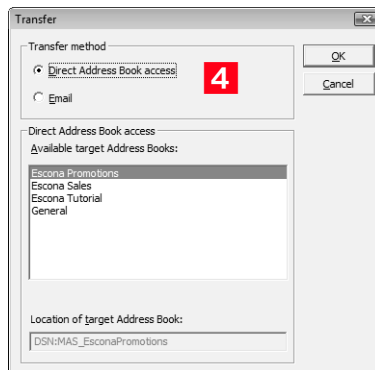 Transfer
Transfer method
Direct Address Book access
Email
4
OK
Cancel
Direct Address Book access
Available target Address Books:
Escona Promotions
Escona Sales
Escona Tutorial
General
Location of target Address Book:
DSN:MAS_EsconaPromotions